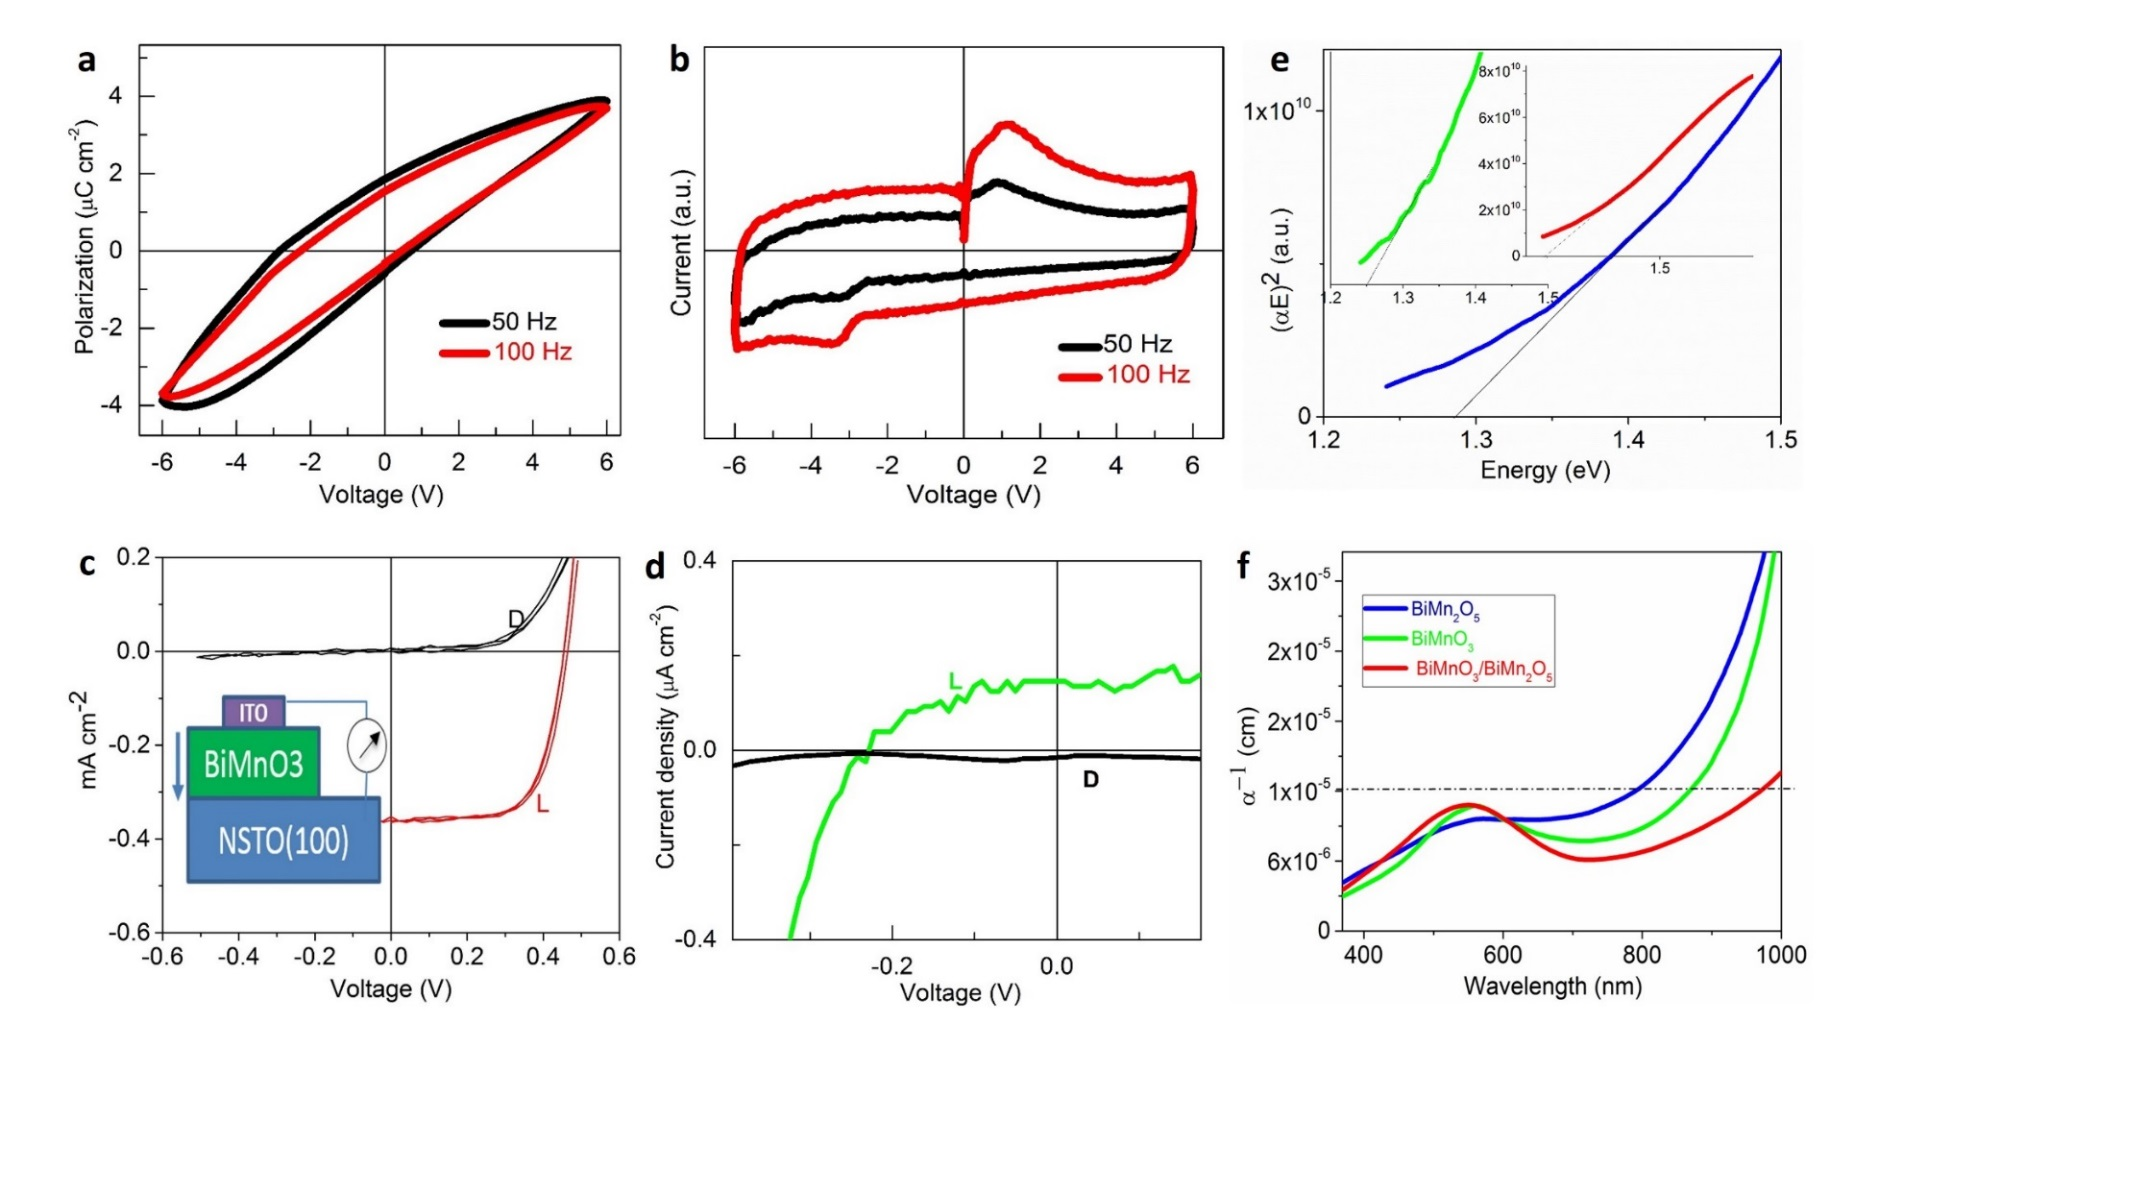 a
4
2
0
-2
-4
Polarization (μC cm-2)
50 Hz
100 Hz
-6 -4 -2 0 2 4 6
Voltage (V)
b
Current (a.u.)
50 Hz
100 Hz
-6 -4 -2 0 2 4 6
Voltage (V)
e
1x10^10
0
(αE)^2 (a.u.)
1.2 1.3 1.4 1.5
8x10^10
6x10^10
4x10^10
2x10^10
0
1.5
1.2 1.3 1.4 1.5
Energy (eV)
c
0.2
0.0
-0.2
-0.4
-0.6
mA cm-2
D
L
ITO
BiMnO3
NSTO(100)
-0.6 -0.4 -0.2 0.0 0.2 0.4 0.6
Voltage (V)
d
0.4
0.0
-0.4
Current density (μA cm-2)
L
D
-0.2 0.0
Voltage (V)
f
3x10^-5
2x10^-5
2x10^-5
1x10^-5
6x10^-6
0
α−1 (cm)
BiMn2O5
BiMnO3
BiMnO3/BiMn2O5
400 600 800 1000
Wavelength (nm)